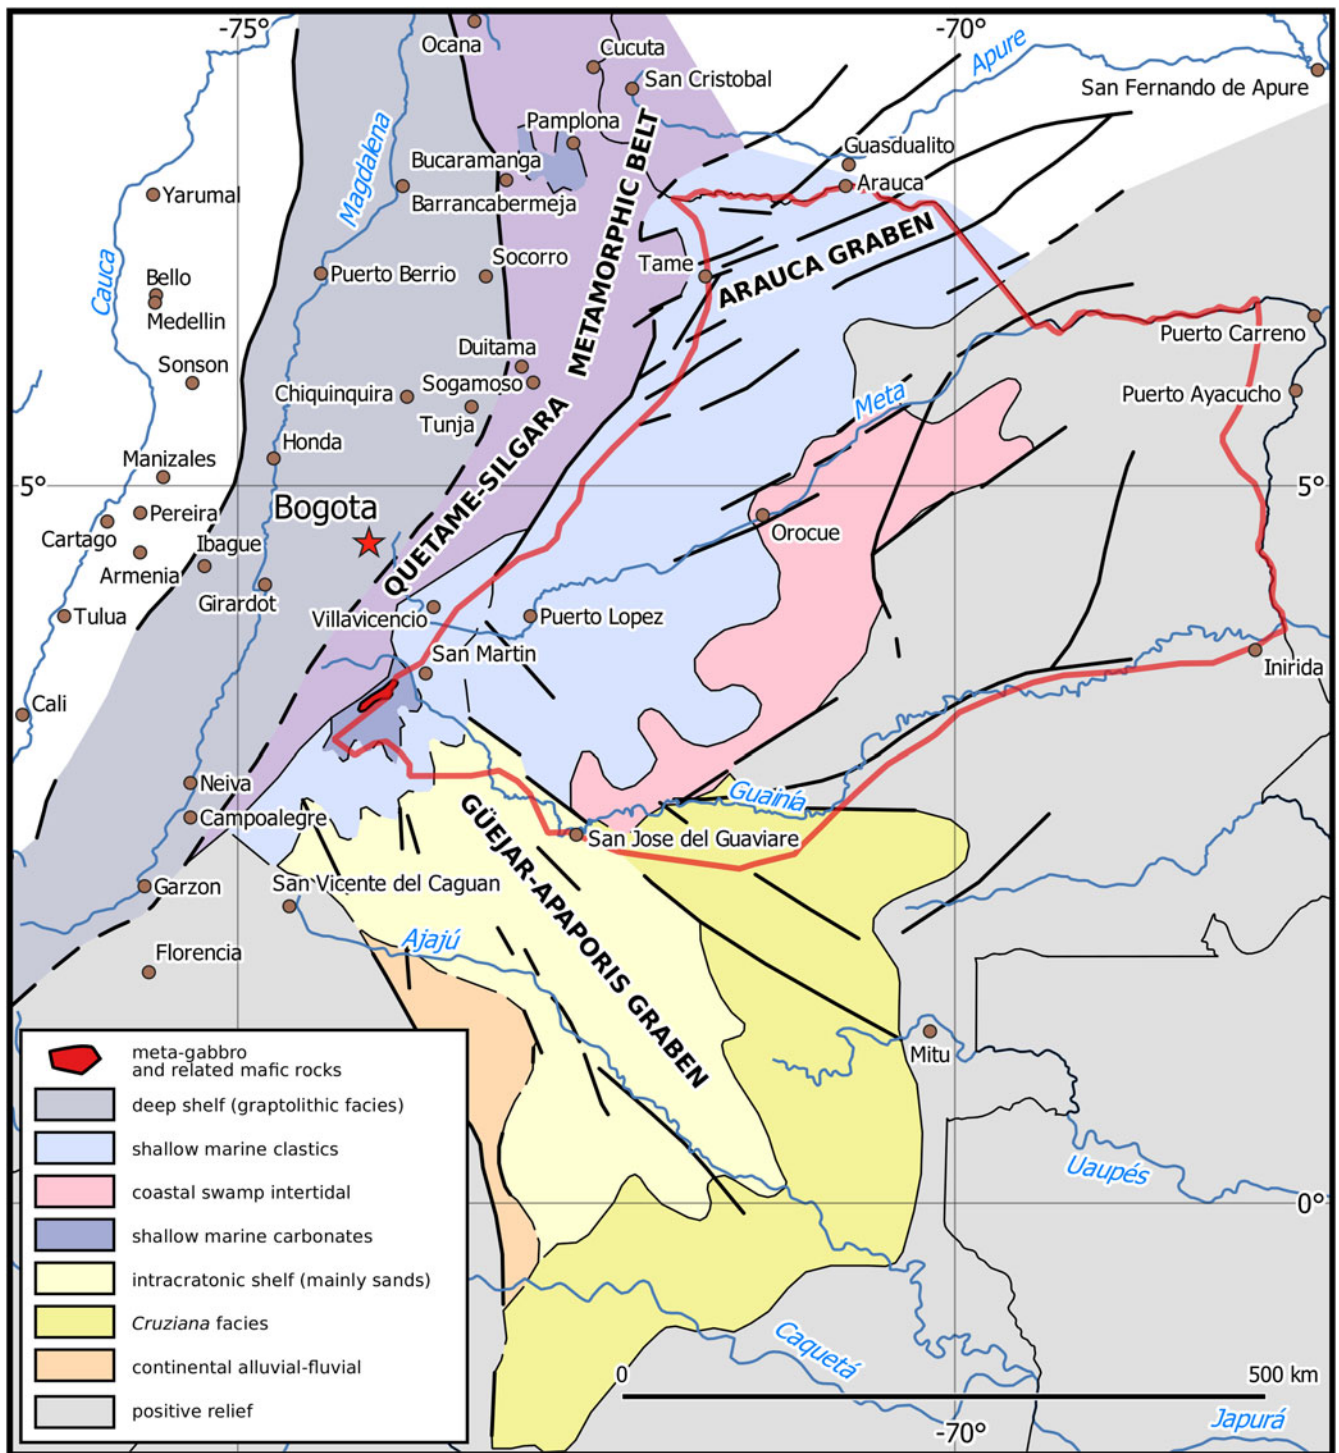 -75°
-70°
Ocana
Cucuta
Apure
San Cristobal
San Fernando de Apure
Pamplona
Magdalena
Guasdualito
Bucaramanga
Yarumal
Arauca
Barrancabermeja
METAMORPHIC BELT
ARAUCA GRABEN
Cauca
Socorro
Tame
Bello
Puerto Berrio
Medellin
Puerto Carreno
Duitama
Sonson
Sogamoso
Chiquinquira
Puerto Ayacucho
Meta
Tunja
Honda
QUETAME-SILGARA
Manizales
5°
5°
Bogota
Pereira
Orocue
Cartago
Ibague
Armenia
Girardot
Tulua
Villavicencio
Puerto Lopez
San Martin
Inirida
Cali
Neiva
Guainía
Campoalegre
San Jose del Guaviare
GÜEJAR-APAPORIS GRABEN
Garzon
San Vicente del Caguan
Ajajú
Florencia
Mitu
meta-gabbro
and related mafic rocks
deep shelf (graptolithic facies)
shallow marine clastics
Uaupés
coastal swamp intertidal
0°
shallow marine carbonates
intracratonic shelf (mainly sands)
Cruziana facies
Caquetá
continental alluvial-fluvial
0
500 km
positive relief
-70°
Japurá